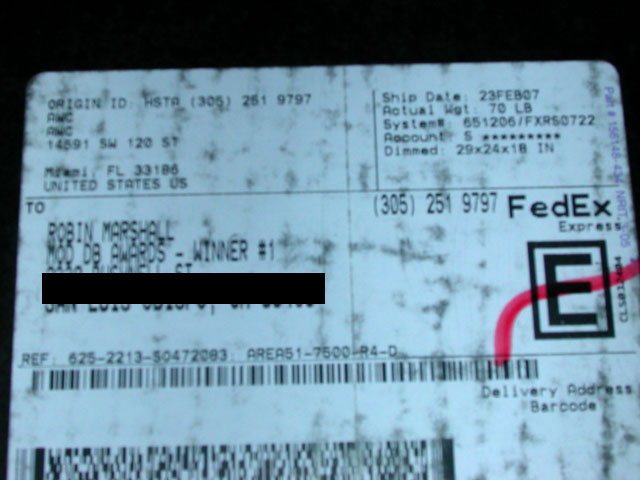 ORIGIN ID: HSTA (305) 251 9797
AWC
AWC
14591 SW 120 ST
Miami, FL 33186
UNITED STATES US
Ship Date: 23FEB07
Actual Wgt: 70 LB
System#: 651206/FXRS0722
Account: S *********
Dimmed: 29x24x18 IN
TO
(305) 251 9797
FedEx
Express
E
ROBIN MARSHALL
MOD DB AWARDS - WINNER #1
REF: 625-2213-S0472083; AREA51-7500-R4-D
Delivery Address
Barcode